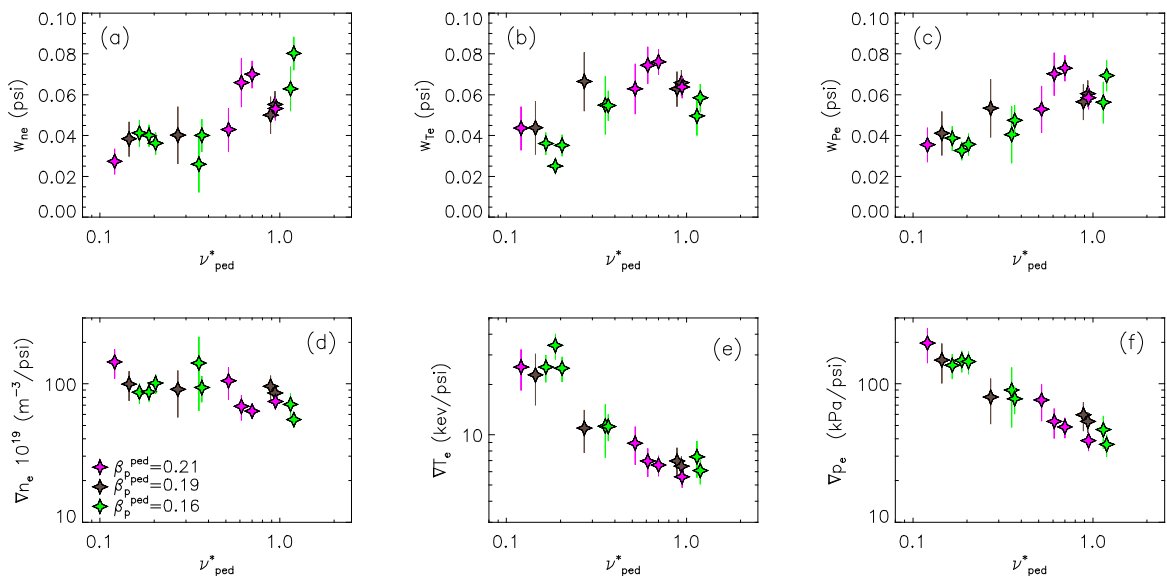 (a)
w_ne (psi)
0.10
0.08
0.06
0.04
0.02
0.00
0.1
1.0
ν*_ped
(b)
w_Te (psi)
0.10
0.08
0.06
0.04
0.02
0.00
0.1
1.0
ν*_ped
(c)
w_Pe (psi)
0.10
0.08
0.06
0.04
0.02
0.00
0.1
1.0
ν*_ped
(d)
∇n_e 10^19 (m^−3/psi)
100
10
β_p^ped=0.21
β_p^ped=0.19
β_p^ped=0.16
0.1
1.0
ν*_ped
(e)
∇T_e (kev/psi)
10
0.1
1.0
ν*_ped
(f)
∇p_e (kPa/psi)
100
10
0.1
1.0
ν*_ped